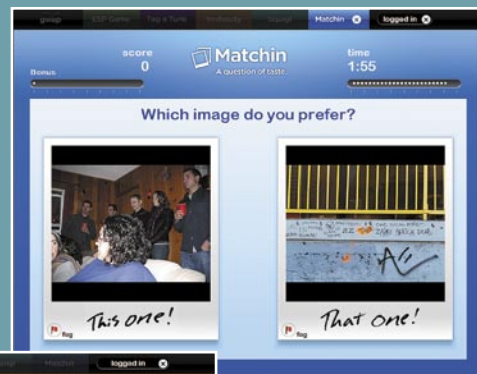 gwap ESP Game Tag a Tune Matchin logged in
score
0
Matchin
A question of taste.
time
1:55
Bonus
Which image do you prefer?
This one!
That one!
flag
flag
Matchin logged in